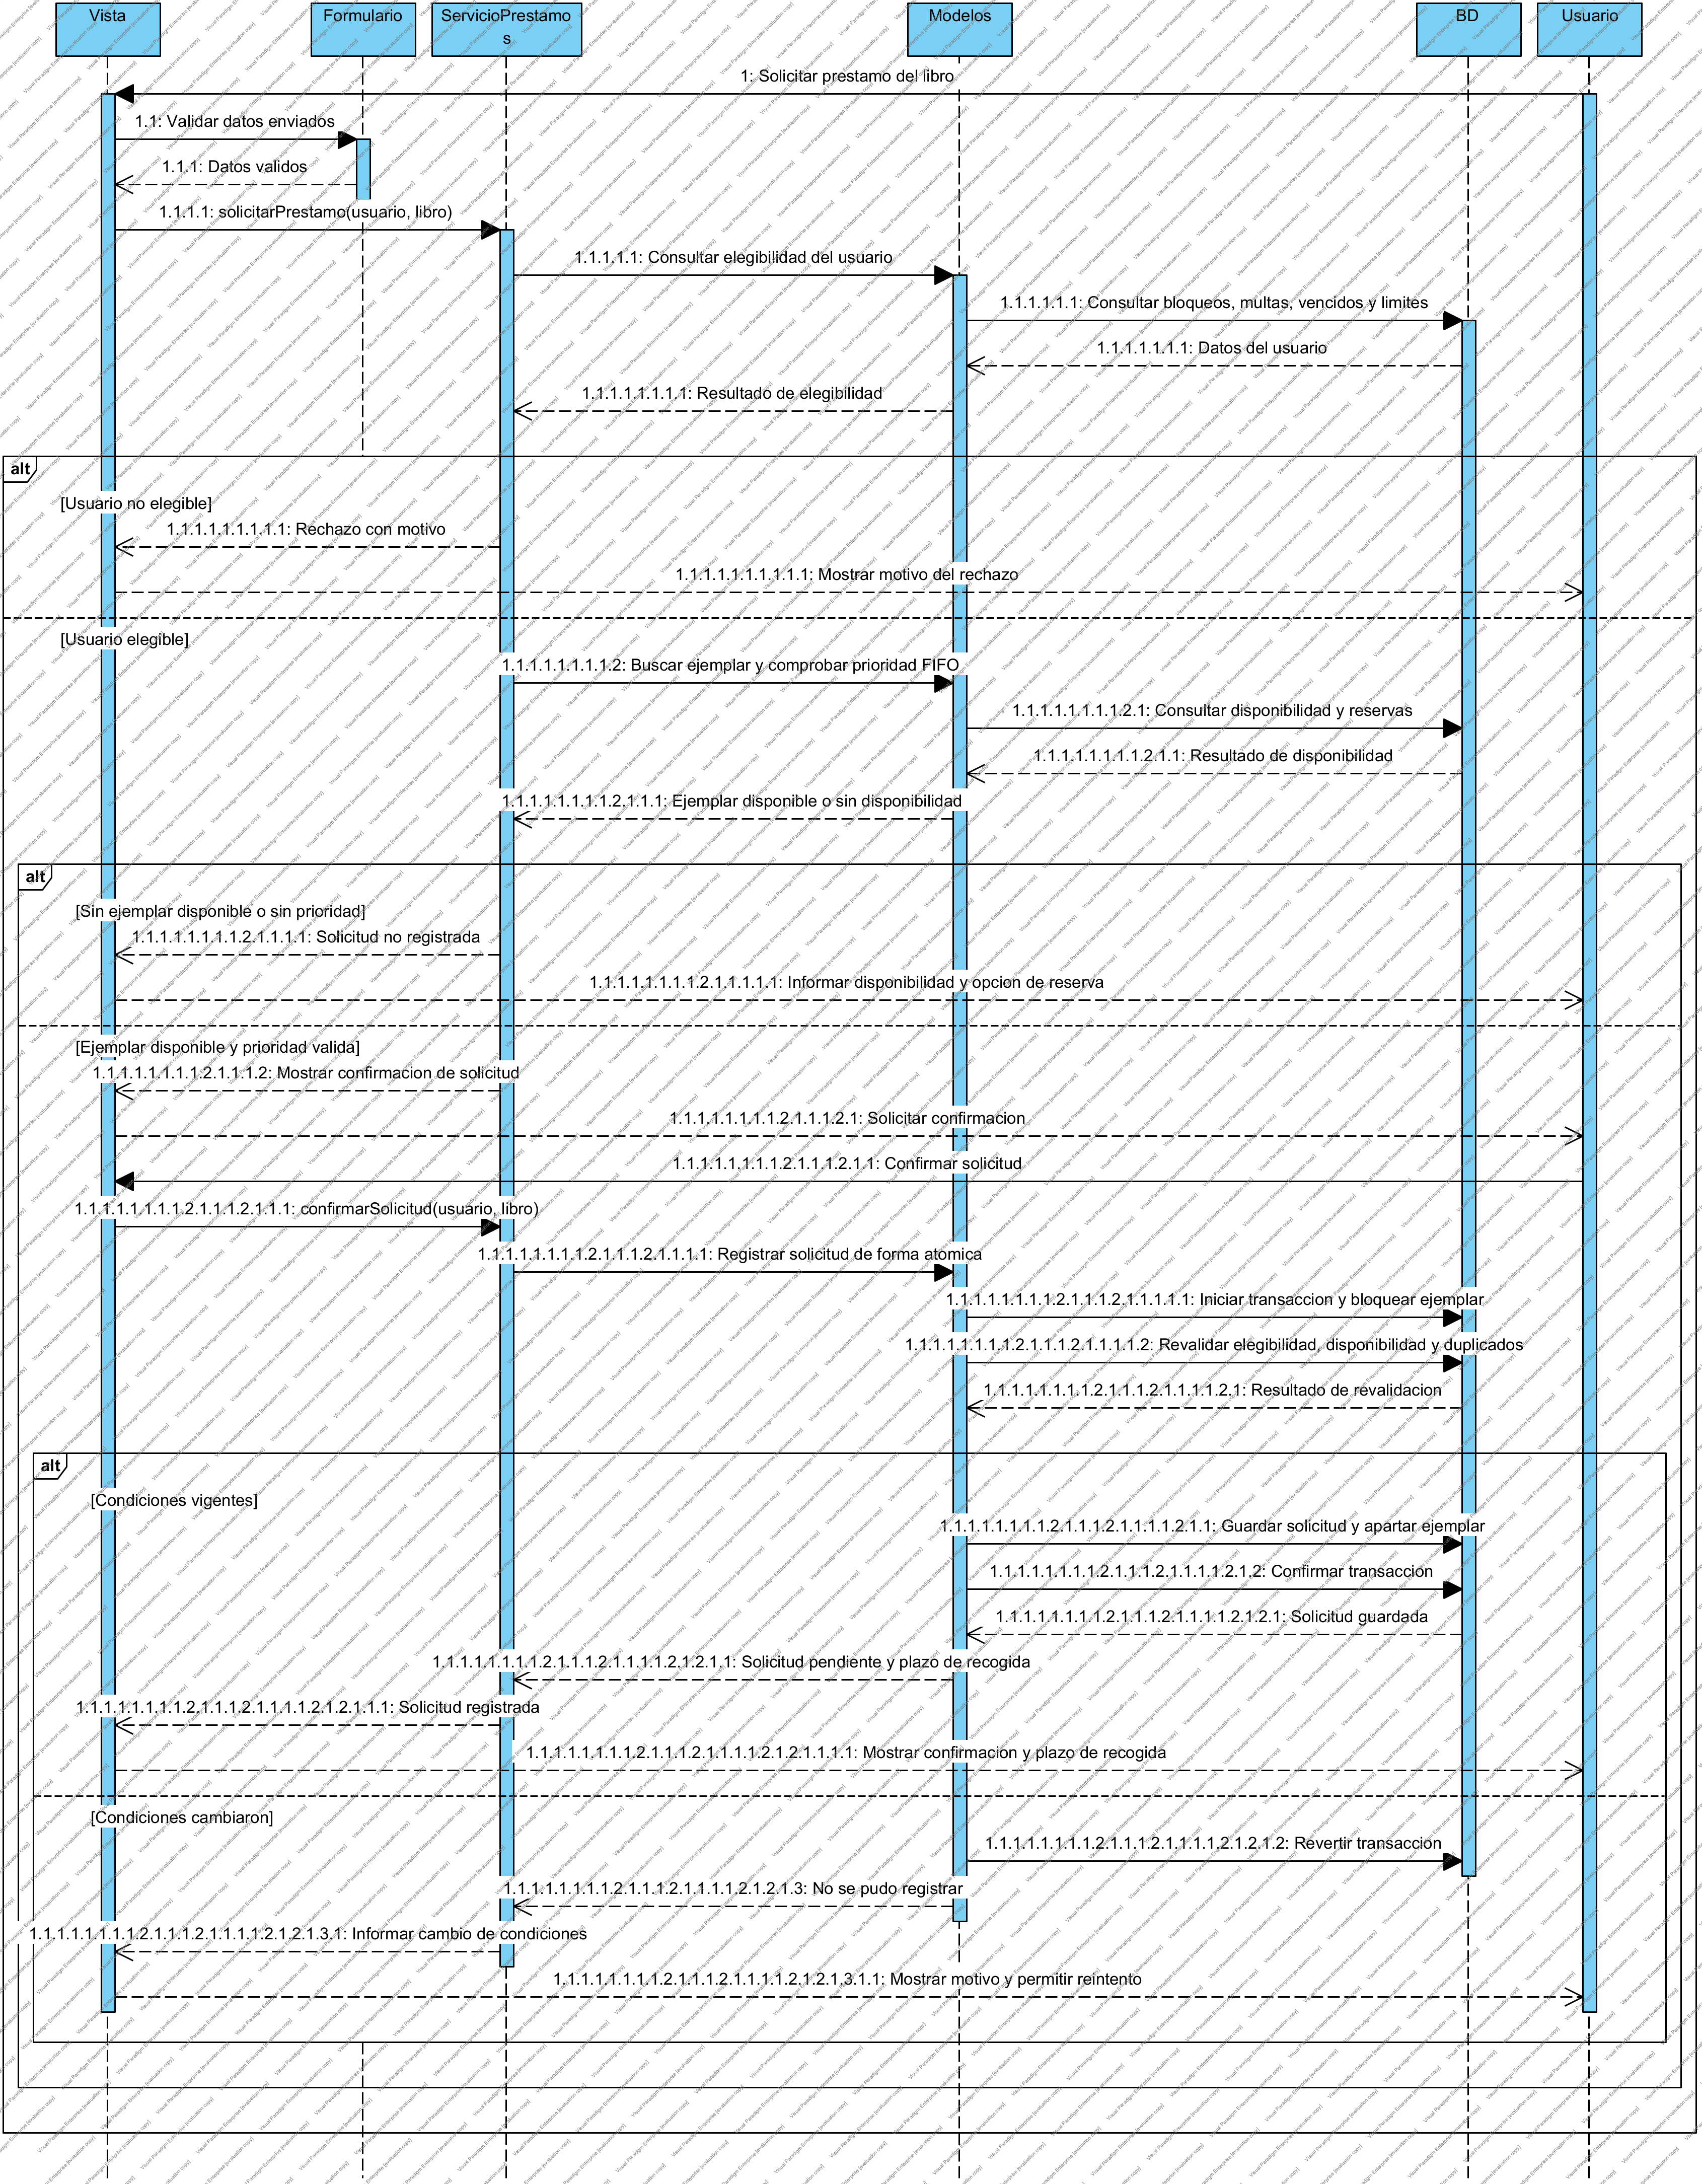 Vista
Formulario
ServicioPrestamo
s
Modelos
BD
Usuario
1: Solicitar prestamo del libro
1.1: Validar datos enviados
1.1.1: Datos validos
1.1.1.1: solicitarPrestamo(usuario, libro)
1.1.1.1.1: Consultar elegibilidad del usuario
1.1.1.1.1.1: Consultar bloqueos, multas, vencidos y limites
1.1.1.1.1.1.1: Datos del usuario
1.1.1.1.1.1.1.1: Resultado de elegibilidad
alt
[Usuario no elegible]
1.1.1.1.1.1.1.1.1: Rechazo con motivo
1.1.1.1.1.1.1.1.1.1: Mostrar motivo del rechazo
[Usuario elegible]
1.1.1.1.1.1.1.1.2: Buscar ejemplar y comprobar prioridad FIFO
1.1.1.1.1.1.1.1.2.1: Consultar disponibilidad y reservas
1.1.1.1.1.1.1.1.2.1.1: Resultado de disponibilidad
1.1.1.1.1.1.1.1.2.1.1.1: Ejemplar disponible o sin disponibilidad
alt
[Sin ejemplar disponible o sin prioridad]
1.1.1.1.1.1.1.1.2.1.1.1.1: Solicitud no registrada
1.1.1.1.1.1.1.1.2.1.1.1.1.1: Informar disponibilidad y opcion de reserva
[Ejemplar disponible y prioridad valida]
1.1.1.1.1.1.1.1.2.1.1.1.2: Mostrar confirmacion de solicitud
1.1.1.1.1.1.1.1.2.1.1.1.2.1: Solicitar confirmacion
1.1.1.1.1.1.1.1.2.1.1.1.2.1.1: Confirmar solicitud
1.1.1.1.1.1.1.1.2.1.1.1.2.1.1.1: confirmarSolicitud(usuario, libro)
1.1.1.1.1.1.1.1.2.1.1.1.2.1.1.1.1: Registrar solicitud de forma atomica
1.1.1.1.1.1.1.1.2.1.1.1.2.1.1.1.1.1: Iniciar transaccion y bloquear ejemplar
1.1.1.1.1.1.1.1.2.1.1.1.2.1.1.1.1.2: Revalidar elegibilidad, disponibilidad y duplicados
1.1.1.1.1.1.1.1.2.1.1.1.2.1.1.1.1.2.1: Resultado de revalidacion
alt
[Condiciones vigentes]
1.1.1.1.1.1.1.1.2.1.1.1.2.1.1.1.1.2.1.1: Guardar solicitud y apartar ejemplar
1.1.1.1.1.1.1.1.2.1.1.1.2.1.1.1.1.2.1.2: Confirmar transaccion
1.1.1.1.1.1.1.1.2.1.1.1.2.1.1.1.1.2.1.2.1: Solicitud guardada
1.1.1.1.1.1.1.1.2.1.1.1.2.1.1.1.1.2.1.2.1.1: Solicitud pendiente y plazo de recogida
1.1.1.1.1.1.1.1.2.1.1.1.2.1.1.1.1.2.1.2.1.1.1: Solicitud registrada
1.1.1.1.1.1.1.1.2.1.1.1.2.1.1.1.1.2.1.2.1.1.1.1: Mostrar confirmacion y plazo de recogida
[Condiciones cambiaron]
1.1.1.1.1.1.1.1.2.1.1.1.2.1.1.1.1.2.1.2.1.2: Revertir transaccion
1.1.1.1.1.1.1.1.2.1.1.1.2.1.1.1.1.2.1.2.1.3: No se pudo registrar
1.1.1.1.1.1.1.1.2.1.1.1.2.1.1.1.1.2.1.2.1.3.1: Informar cambio de condiciones
1.1.1.1.1.1.1.1.2.1.1.1.2.1.1.1.1.2.1.2.1.3.1.1: Mostrar motivo y permitir reintento